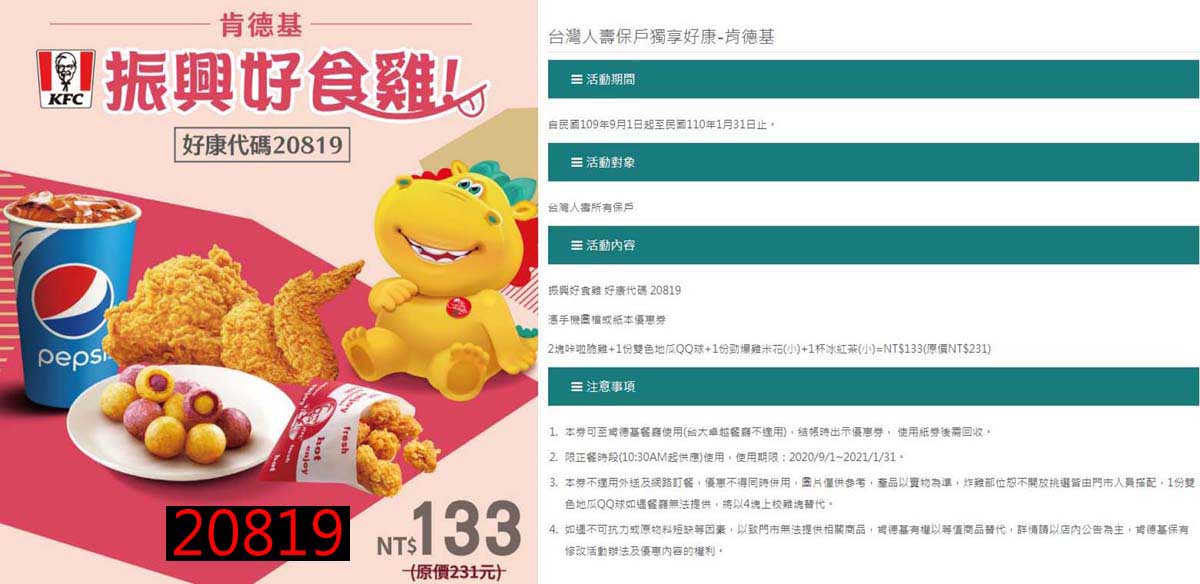 肯德基
KFC
振興好食雞!
好康代碼20819
pepsi
fresh
enjoy
hot
20819
NT$133
(原價231元)
台灣人壽保戶獨享好康-肯德基
活動期間
自民國109年9月1日起至民國110年1月31日止。
活動對象
台灣人壽所有保戶
活動內容
振興好食雞 好康代碼 20819
憑手機圖檔或紙本優惠券
2塊咔啦脆雞+1份雙色地瓜QQ球+1份勁爆雞米花(小)+1杯冰紅茶(小)=NT$133(原價NT$231)
注意事項
1. 本券可至肯德基餐廳使用(台大卓越餐廳不適用)，結帳時出示優惠券， 使用紙券後需回收。
2. 限正餐時段(10:30AM起供應)使用，使用期限：2020/9/1~2021/1/31。
3. 本券不適用外送及網路訂餐，優惠不得同時併用，圖片僅供參考，產品以實物為準，炸雞部位恕不開放挑選皆由門市人員搭配，1份雙
色地瓜QQ球如遇餐廳無法提供，將以4塊上校雞塊替代。
4. 如遇不可抗力或原物料短缺等因素，以致門市無法提供相關商品，肯德基有權以等值商品替代，詳情請以店內公告為主，肯德基保有
修改活動辦法及優惠內容的權利。